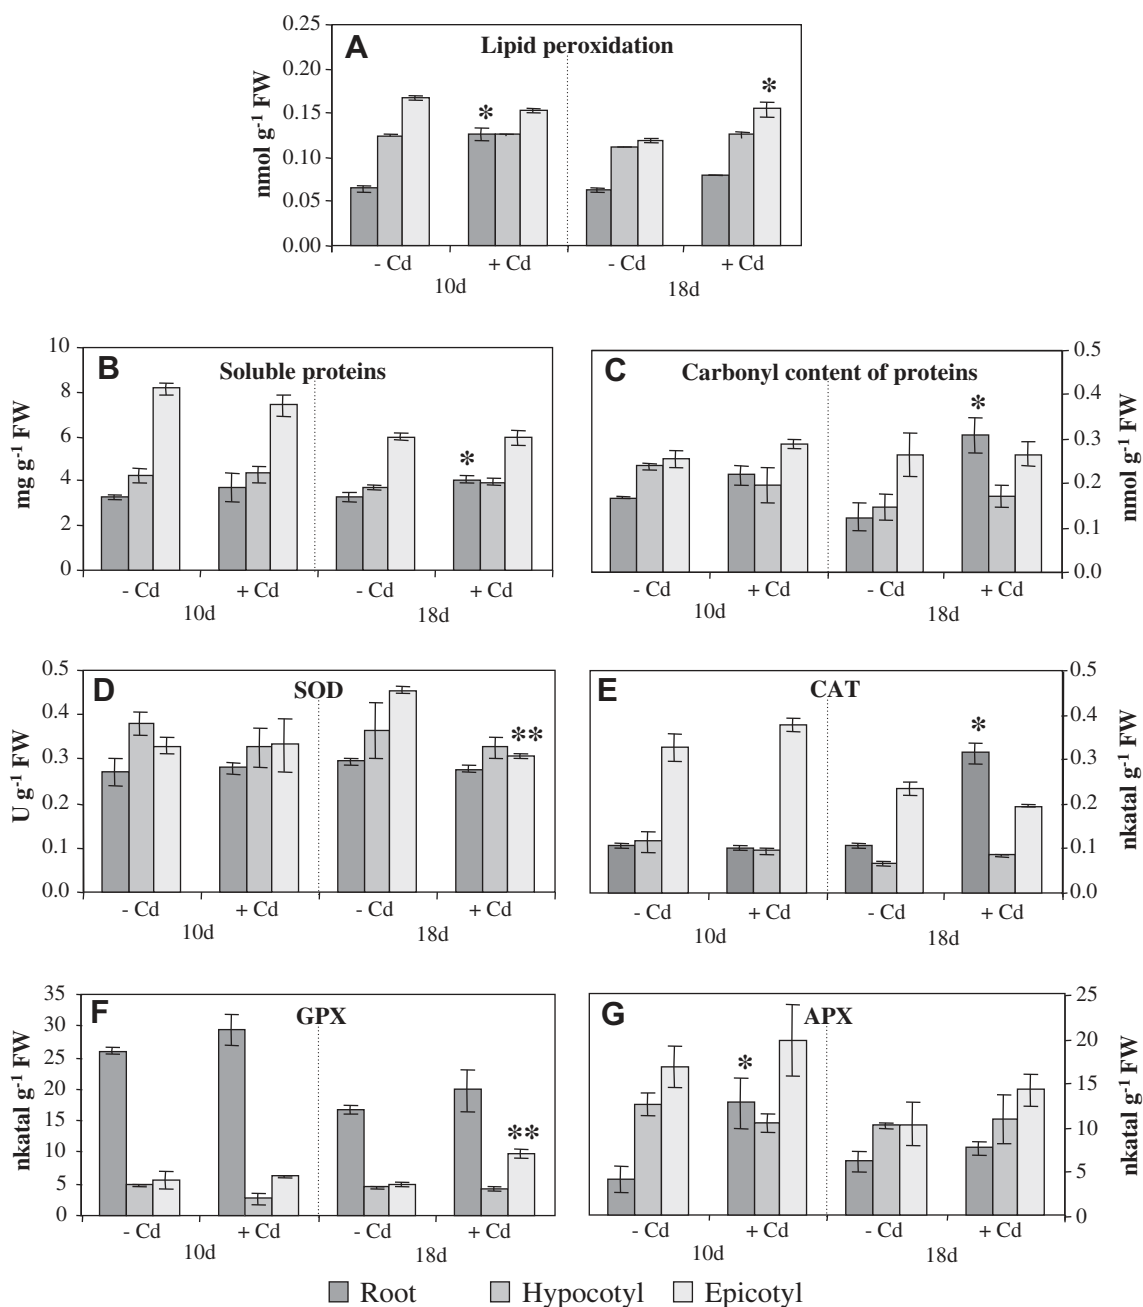 A
Lipid peroxidation
nmol g-1 FW
0.25
0.20
0.15
0.10
0.05
0.00
*
*
- Cd + Cd - Cd + Cd
10d 18d
B
Soluble proteins
mg g-1 FW
10
8
6
4
2
0
*
- Cd + Cd - Cd + Cd
10d 18d
C
Carbonyl content of proteins
nmol g-1 FW
0.5
0.4
0.3
0.2
0.1
0.0
*
- Cd + Cd - Cd + Cd
10d 18d
D
SOD
U g-1 FW
0.5
0.4
0.3
0.2
0.1
0.0
**
- Cd + Cd - Cd + Cd
10d 18d
E
CAT
nkatal g-1 FW
0.5
0.4
0.3
0.2
0.1
0.0
*
- Cd + Cd - Cd + Cd
10d 18d
F
GPX
nkatal g-1 FW
35
30
25
20
15
10
5
0
**
- Cd + Cd - Cd + Cd
10d 18d
G
APX
nkatal g-1 FW
25
20
15
10
5
0
*
- Cd + Cd - Cd + Cd
10d 18d
Root Hypocotyl Epicotyl